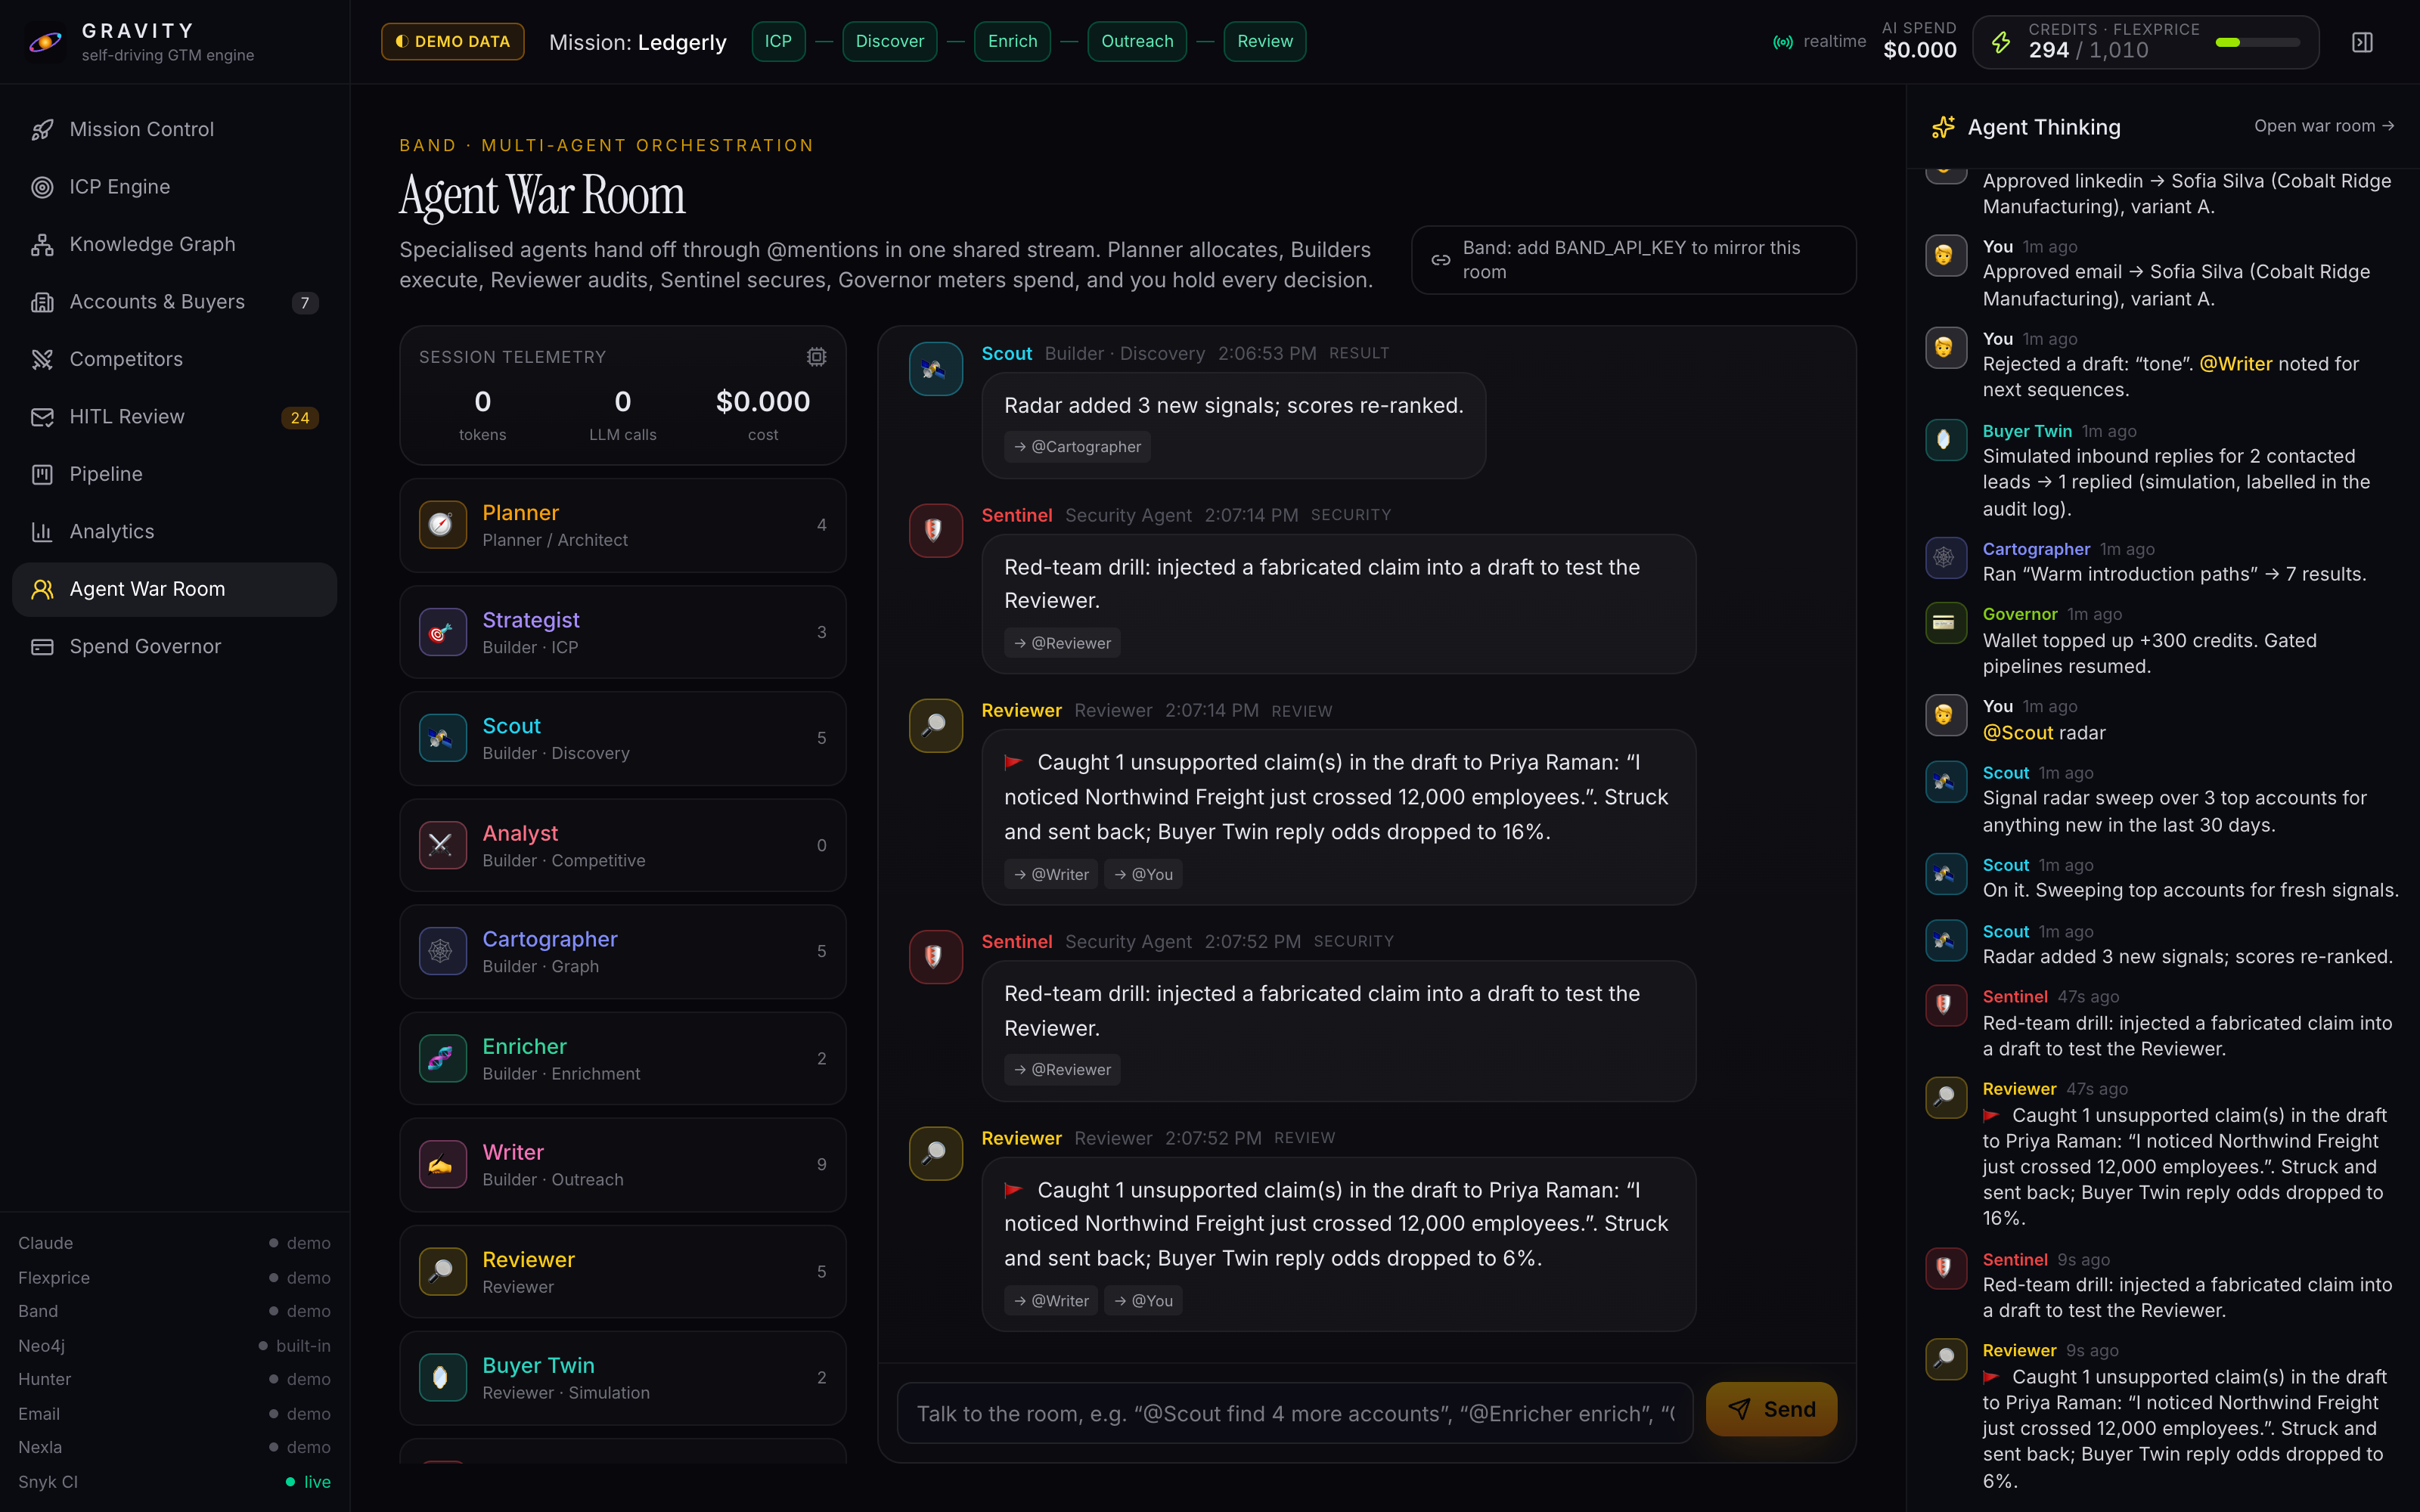 GRAVITY
self-driving GTM engine
DEMO DATA
Mission: Ledgerly
ICP
Discover
Enrich
Outreach
Review
realtime
AI SPEND
$0.000
CREDITS · FLEXPRICE
294 / 1,010
Mission Control
ICP Engine
Knowledge Graph
Accounts & Buyers 7
Competitors
HITL Review 24
Pipeline
Analytics
Agent War Room
Spend Governor
Claude demo
Flexprice demo
Band demo
Neo4j built-in
Hunter demo
Email demo
Nexla demo
Snyk CI live
BAND · MULTI-AGENT ORCHESTRATION
Agent War Room
Specialised agents hand off through @mentions in one shared stream. Planner allocates, Builders
execute, Reviewer audits, Sentinel secures, Governor meters spend, and you hold every decision.
Band: add BAND_API_KEY to mirror this
room
SESSION TELEMETRY
0 0 $0.000
tokens LLM calls cost
Planner
Planner / Architect
4
Strategist
Builder · ICP
3
Scout
Builder · Discovery
5
Analyst
Builder · Competitive
0
Cartographer
Builder · Graph
5
Enricher
Builder · Enrichment
2
Writer
Builder · Outreach
9
Reviewer
Reviewer
5
Buyer Twin
Reviewer · Simulation
2
Scout Builder · Discovery 2:06:53 PM RESULT
Radar added 3 new signals; scores re-ranked.
→ @Cartographer
Sentinel Security Agent 2:07:14 PM SECURITY
Red-team drill: injected a fabricated claim into a draft to test the
Reviewer.
→ @Reviewer
Reviewer Reviewer 2:07:14 PM REVIEW
Caught 1 unsupported claim(s) in the draft to Priya Raman: “I
noticed Northwind Freight just crossed 12,000 employees.”. Struck
and sent back; Buyer Twin reply odds dropped to 16%.
→ @Writer → @You
Sentinel Security Agent 2:07:52 PM SECURITY
Red-team drill: injected a fabricated claim into a draft to test the
Reviewer.
→ @Reviewer
Reviewer Reviewer 2:07:52 PM REVIEW
Caught 1 unsupported claim(s) in the draft to Priya Raman: “I
noticed Northwind Freight just crossed 12,000 employees.”. Struck
and sent back; Buyer Twin reply odds dropped to 6%.
→ @Writer → @You
Talk to the room, e.g. “@Scout find 4 more accounts”, “@Enricher enrich”, “
Send
Agent Thinking
Open war room →
Approved linkedin → Sofia Silva (Cobalt Ridge
Manufacturing), variant A.
You 1m ago
Approved email → Sofia Silva (Cobalt Ridge
Manufacturing), variant A.
You 1m ago
Rejected a draft: “tone”. @Writer noted for
next sequences.
Buyer Twin 1m ago
Simulated inbound replies for 2 contacted
leads → 1 replied (simulation, labelled in the
audit log).
Cartographer 1m ago
Ran “Warm introduction paths” → 7 results.
Governor 1m ago
Wallet topped up +300 credits. Gated
pipelines resumed.
You 1m ago
@Scout radar
Scout 1m ago
Signal radar sweep over 3 top accounts for
anything new in the last 30 days.
Scout 1m ago
On it. Sweeping top accounts for fresh signals.
Scout 1m ago
Radar added 3 new signals; scores re-ranked.
Sentinel 47s ago
Red-team drill: injected a fabricated claim into
a draft to test the Reviewer.
Reviewer 47s ago
Caught 1 unsupported claim(s) in the draft
to Priya Raman: “I noticed Northwind Freight
just crossed 12,000 employees.”. Struck and
sent back; Buyer Twin reply odds dropped to
16%.
Sentinel 9s ago
Red-team drill: injected a fabricated claim into
a draft to test the Reviewer.
Reviewer 9s ago
Caught 1 unsupported claim(s) in the draft
to Priya Raman: “I noticed Northwind Freight
just crossed 12,000 employees.”. Struck and
sent back; Buyer Twin reply odds dropped to
6%.